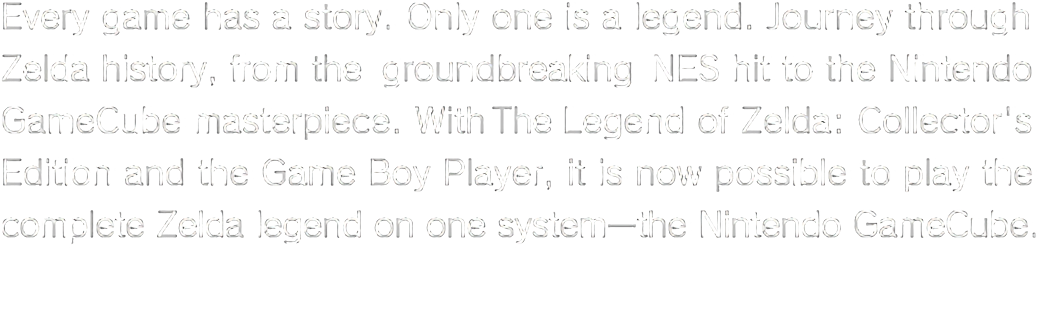 Every game has a story. Only one is a legend. Journey through
Zelda history, from the groundbreaking NES hit to the Nintendo
GameCube masterpiece. With The Legend of Zelda: Collector's
Edition and the Game Boy Player, it is now possible to play the
complete Zelda legend on one system—the Nintendo GameCube.